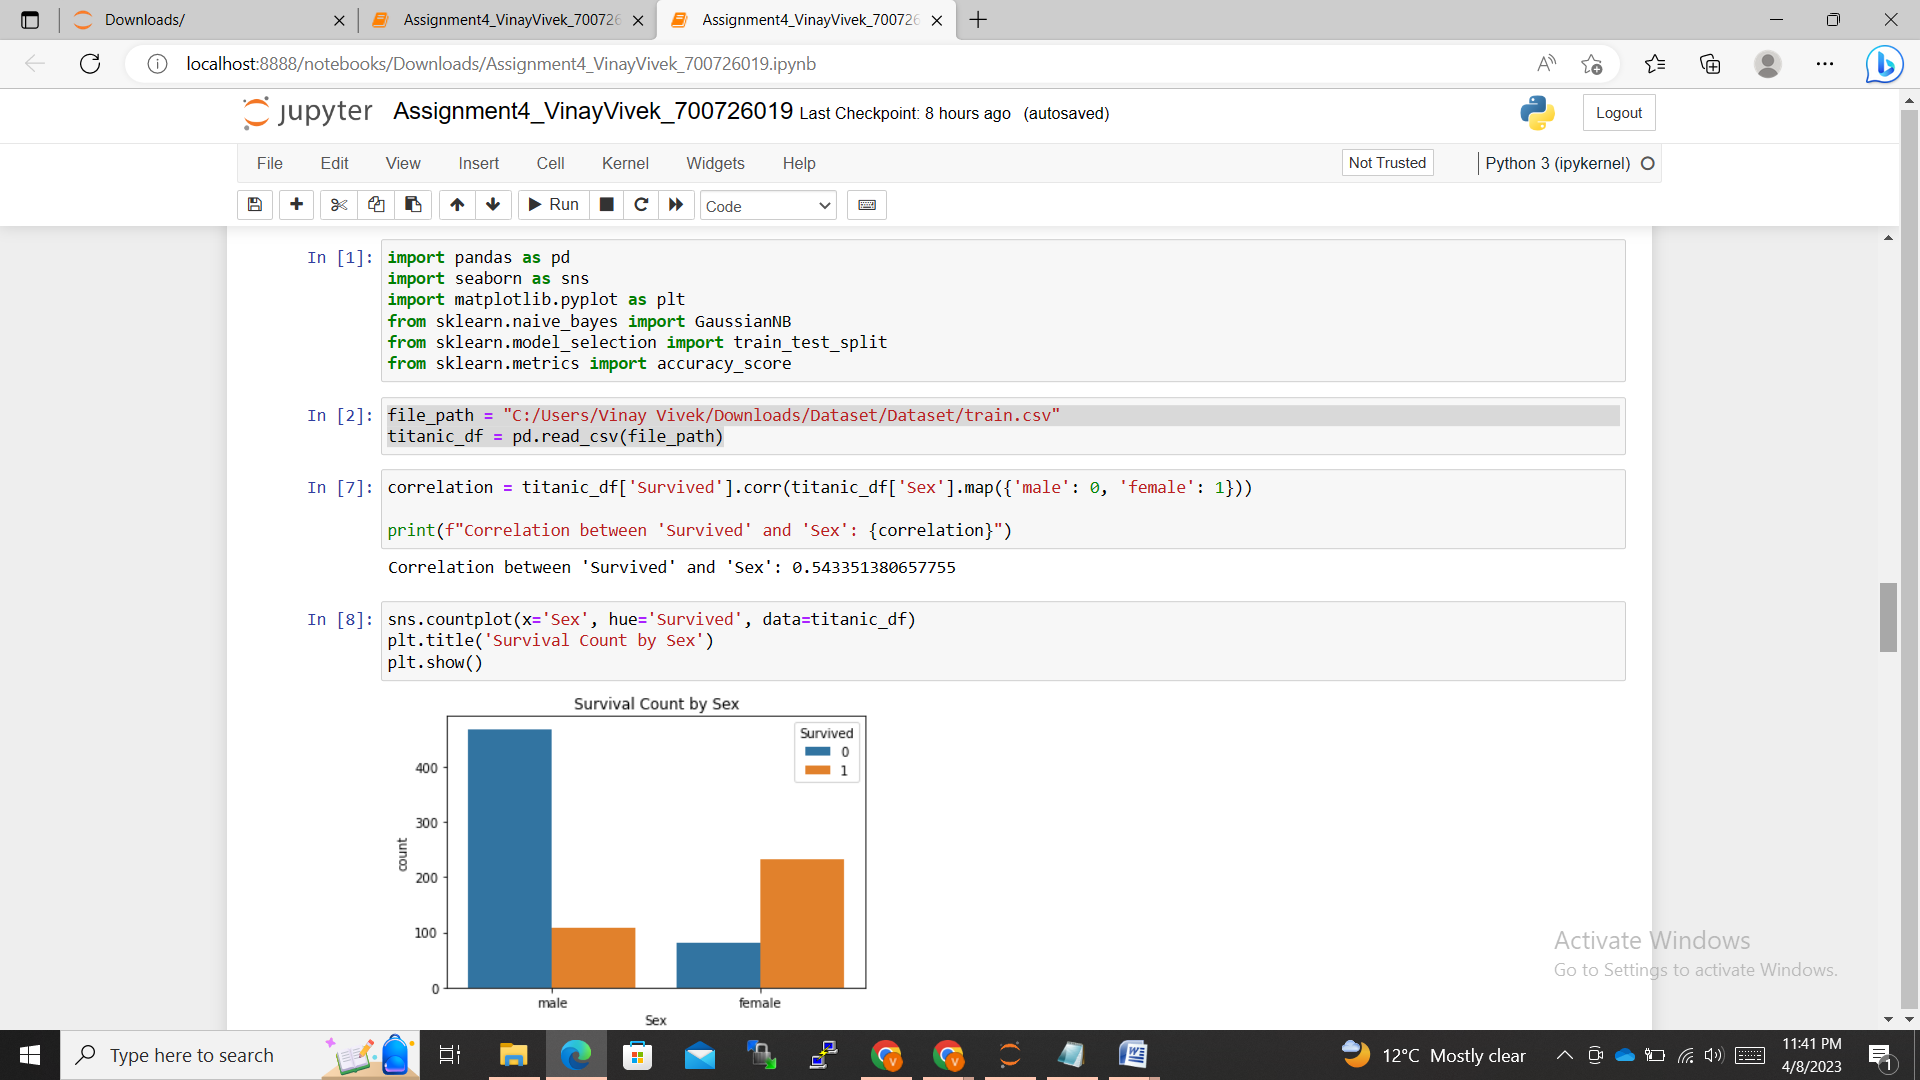 Downloads/
Assignment4_VinayVivek_70072
Assignment4_VinayVivek_70072
localhost:8888/notebooks/Downloads/Assignment4_VinayVivek_700726019.ipynb
jupyter Assignment4_VinayVivek_700726019 Last Checkpoint: 8 hours ago (autosaved)
Logout
File Edit View Insert Cell Kernel Widgets Help
Not Trusted
Python 3 (ipykernel)
Run
Code
In [1]: import pandas as pd
import seaborn as sns
import matplotlib.pyplot as plt
from sklearn.naive_bayes import GaussianNB
from sklearn.model_selection import train_test_split
from sklearn.metrics import accuracy_score
In [2]: file_path = "C:/Users/Vinay Vivek/Downloads/Dataset/Dataset/train.csv"
titanic_df = pd.read_csv(file_path)
In [7]: correlation = titanic_df['Survived'].corr(titanic_df['Sex'].map({'male': 0, 'female': 1}))
print(f"Correlation between 'Survived' and 'Sex': {correlation}")
Correlation between 'Survived' and 'Sex': 0.543351380657755
In [8]: sns.countplot(x='Sex', hue='Survived', data=titanic_df)
plt.title('Survival Count by Sex')
plt.show()
Survival Count by Sex
Survived
0
1
400
300
200
100
0
count
male
female
Sex
Activate Windows
Go to Settings to activate Windows.
Type here to search
12°C Mostly clear
11:41 PM
4/8/2023
1